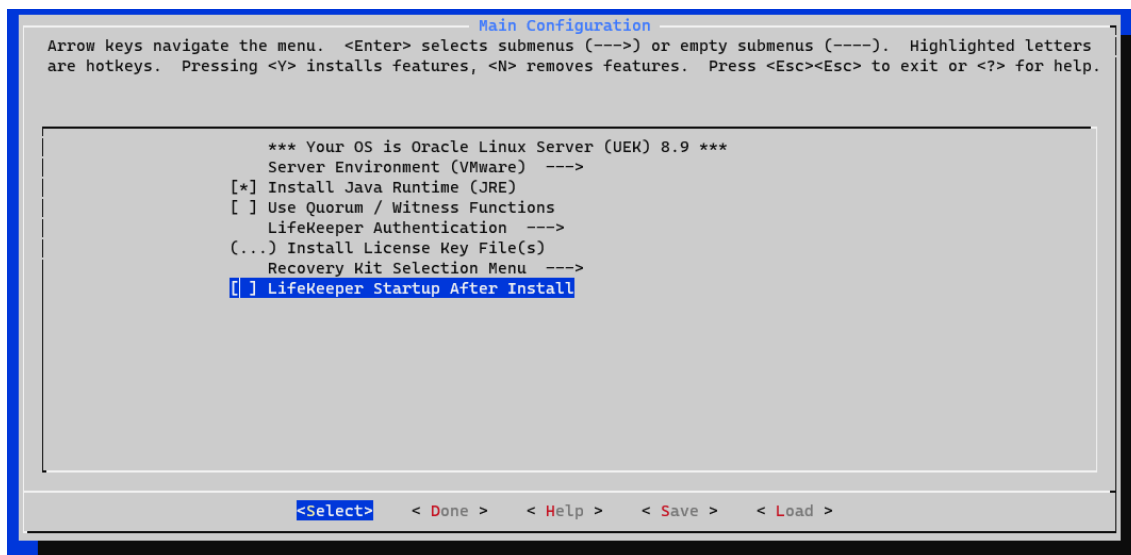 Main Configuration
Arrow keys navigate the menu.  <Enter> selects submenus (--->) or empty submenus (----).  Highlighted letters
are hotkeys.  Pressing <Y> installs features, <N> removes features.  Press <Esc><Esc> to exit or <?> for help.
*** Your OS is Oracle Linux Server (UEK) 8.9 ***
Server Environment (VMware)  --->
[*] Install Java Runtime (JRE)
[ ] Use Quorum / Witness Functions
LifeKeeper Authentication  --->
(...) Install License Key File(s)
Recovery Kit Selection Menu  --->
[ ] LifeKeeper Startup After Install
<Select>    < Done >    < Help >    < Save >    < Load >